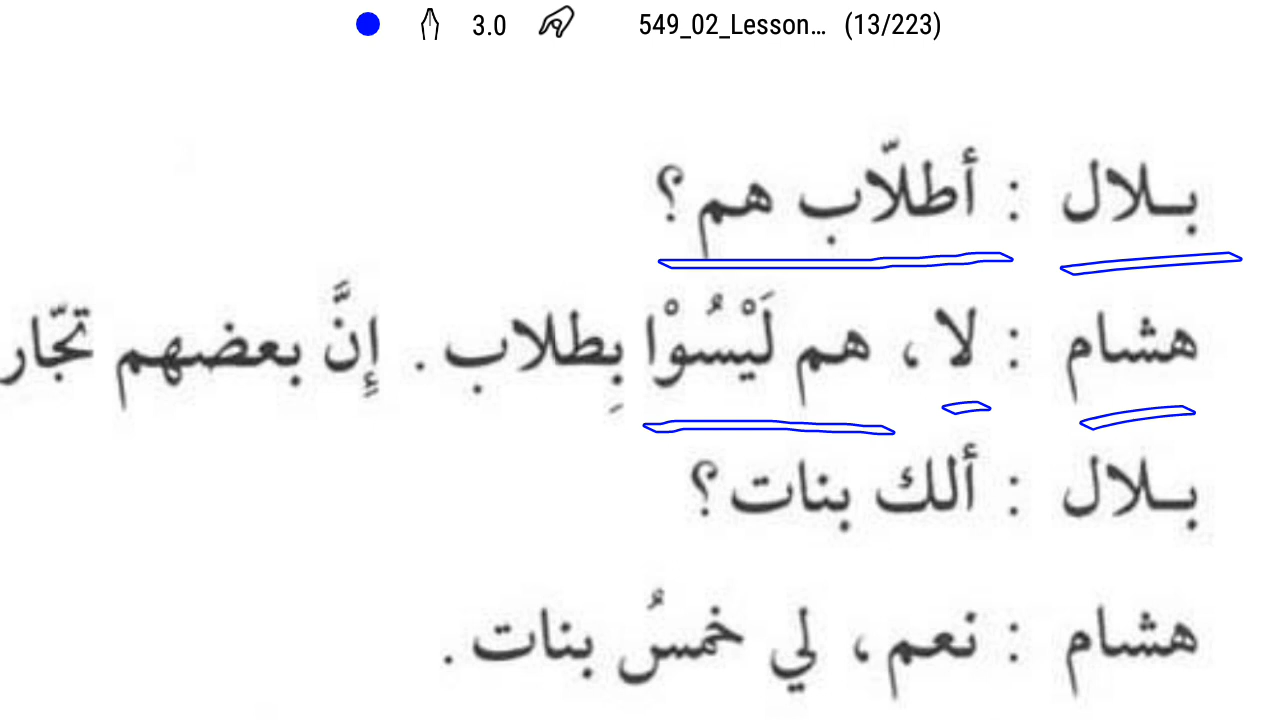 3.0 549_02_Lesson... (13/223)
بـلال : أطلّاب هم؟
هشام : لا، هم لَيْسُوْا بِطلاب. إِنَّ بعضهم تجّار
بـلال : ألك بنات؟
هشام : نعم، لي خمسُ بنات.